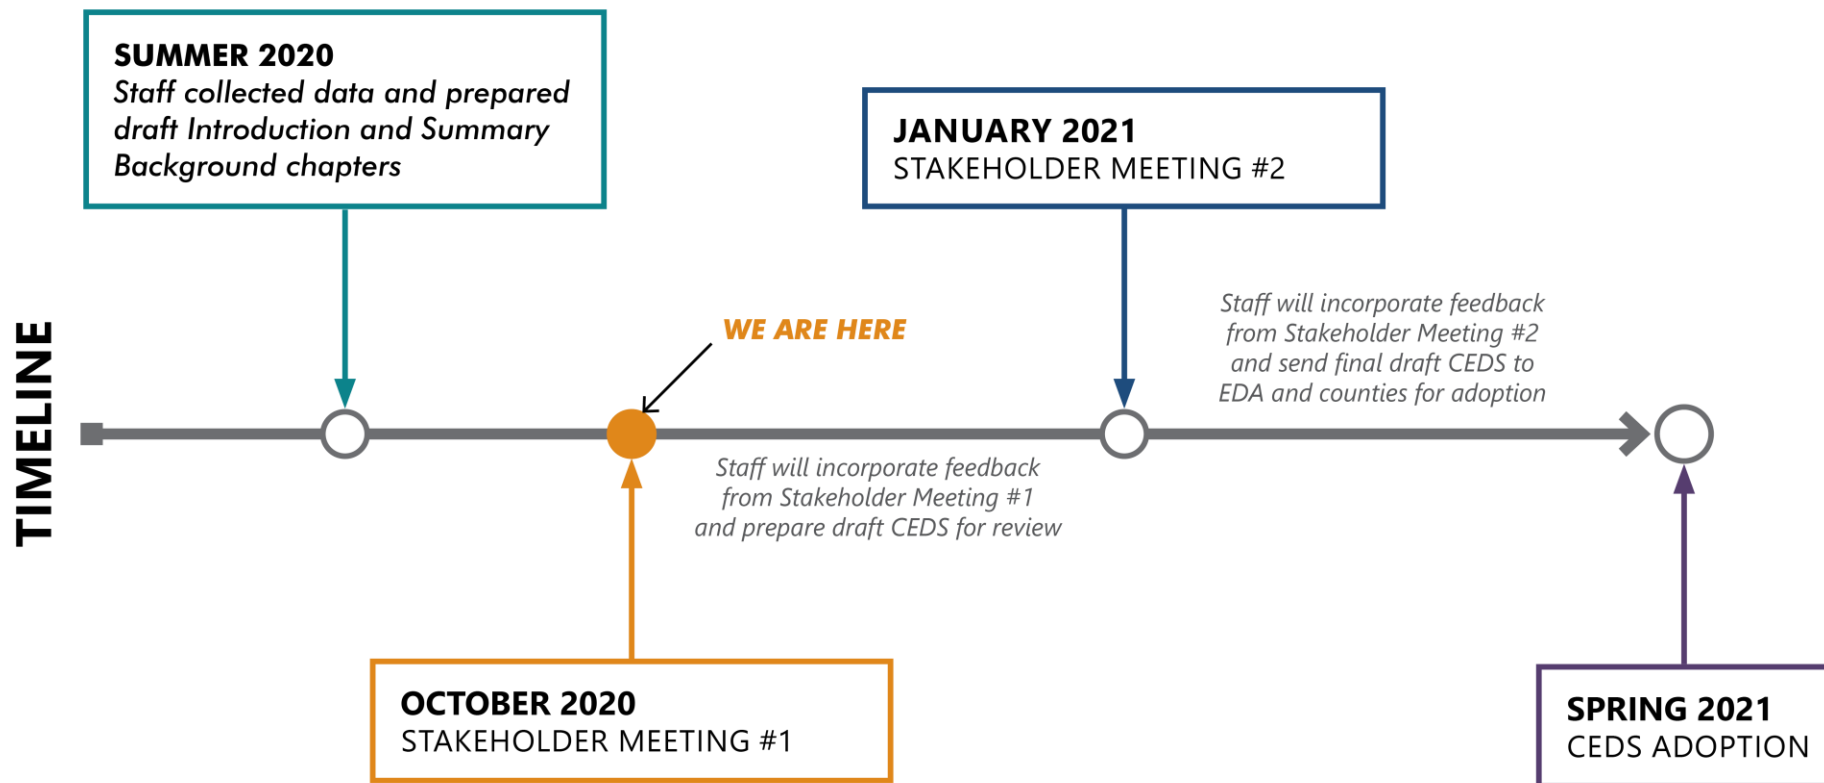 TIMELINE
SUMMER 2020
Staff collected data and prepared
draft Introduction and Summary
Background chapters
JANUARY 2021
STAKEHOLDER MEETING #2
WE ARE HERE
Staff will incorporate feedback
from Stakeholder Meeting #2
and send final draft CEDS to
EDA and counties for adoption
Staff will incorporate feedback
from Stakeholder Meeting #1
and prepare draft CEDS for review
OCTOBER 2020
STAKEHOLDER MEETING #1
SPRING 2021
CEDS ADOPTION